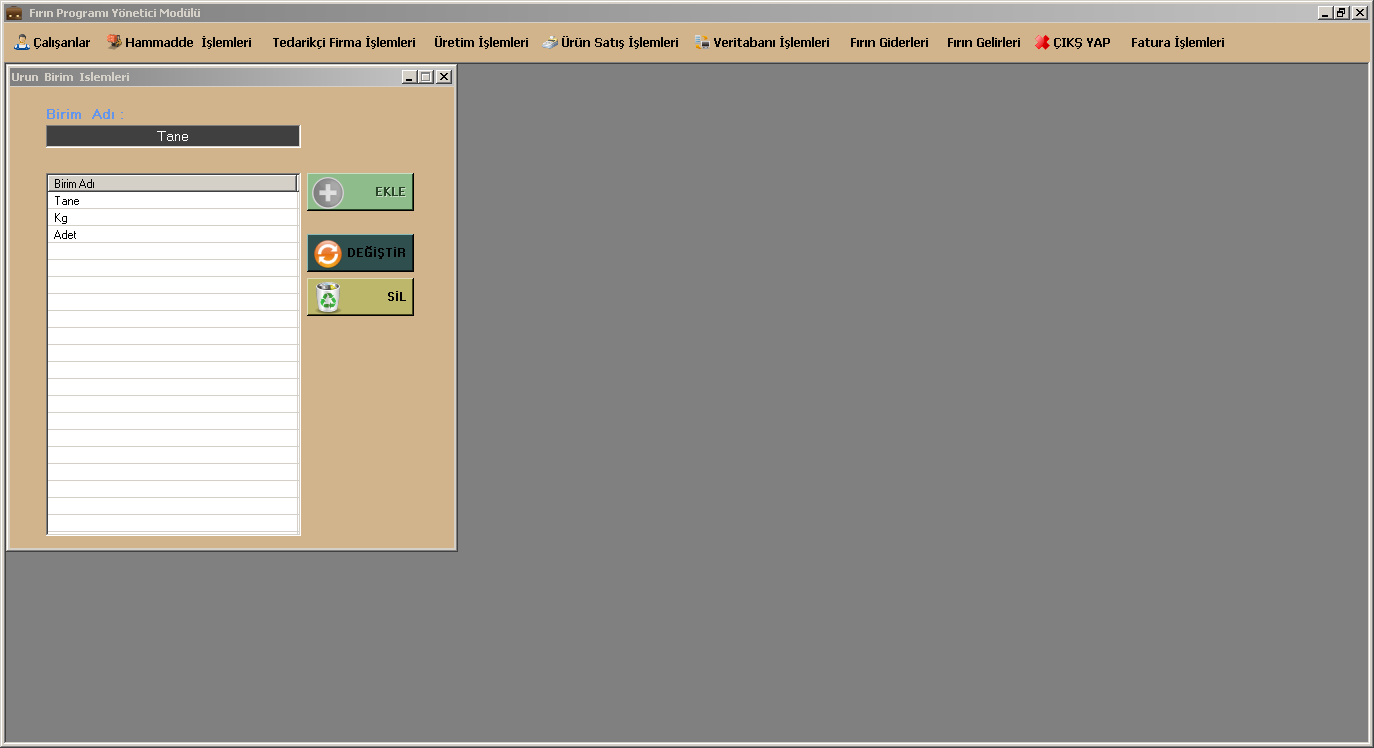 Fırın Programı Yönetici Modülü
Çalışanlar Hammadde İşlemleri Tedarikçi Firma İşlemleri Üretim İşlemleri Ürün Satış İşlemleri Veritabanı İşlemleri Fırın Giderleri Fırın Gelirleri ÇIKŞ YAP Fatura İşlemleri
Urun Birim Islemleri
Birim Adı :
Tane
Birim Adı
Tane
Kg
Adet
EKLE
DEĞİŞTİR
SİL